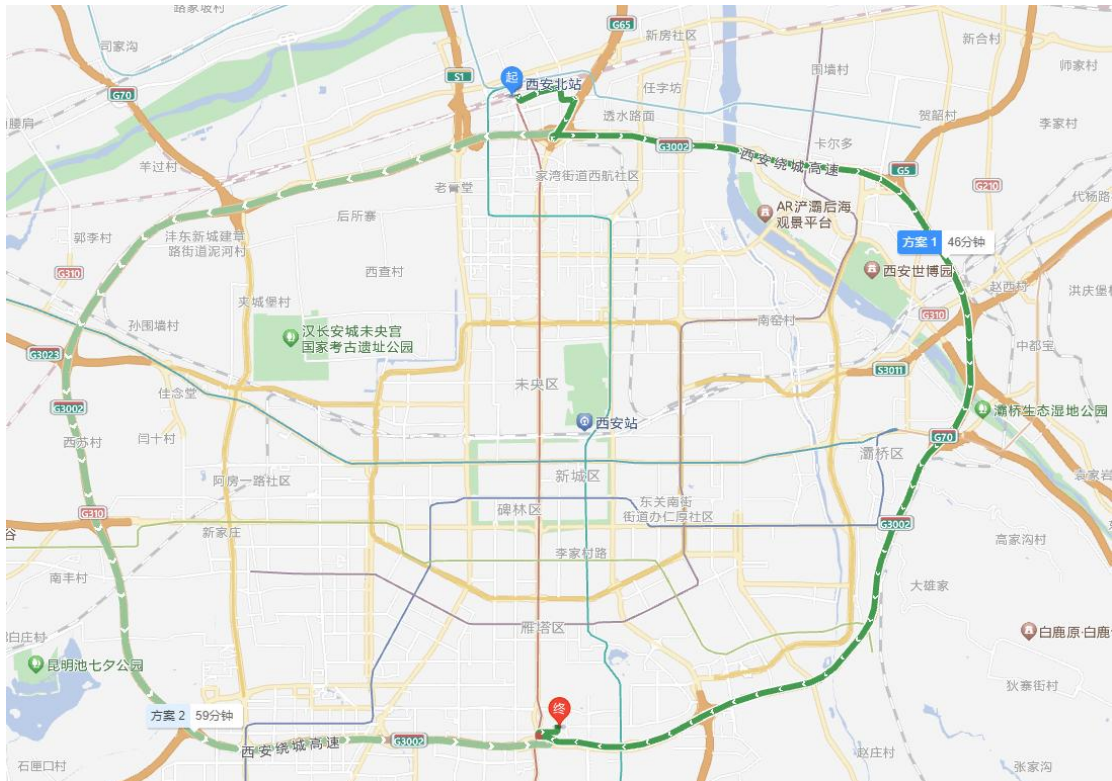 路家坡村
G65
新房社区
新合村
司家沟
S1
起
西安北站
任字坊
围墙村
师家村
G70
透水路面
贺韶村
李家村
G3002
卡尔多
西安绕城高速
G5
羊过村
老青堂
家湾街道西航社区
G210
代杨路
后所寨
AR浐灞后海
观景平台
郭李村
沣东新城建章
路街道泥河村
方案 1 46分钟
G310
西查村
西安世博园
赵西村
洪庆堡村
夹城堡村
G310
孙围墙村
汉长安城未央宫
国家考古遗址公园
南窑村
中都宝
G3023
未央区
S3011
佳念堂
G3002
西安站
灞桥生态湿地公园
西苏村
闫十村
G70
灞桥区
新城区
袁家岩
阿房一路社区
G310
碑林区
东关南街
街道办仁厚社区
G3002
谷
新家庄
高家沟村
李家村路
南丰村
大雄家
雁塔区
白庄村
白鹿原·白鹿
昆明池七夕公园
狄寨街村
终
方案 2 59分钟
西安绕城高速
G3002
赵庄村
石匣口村
张家沟